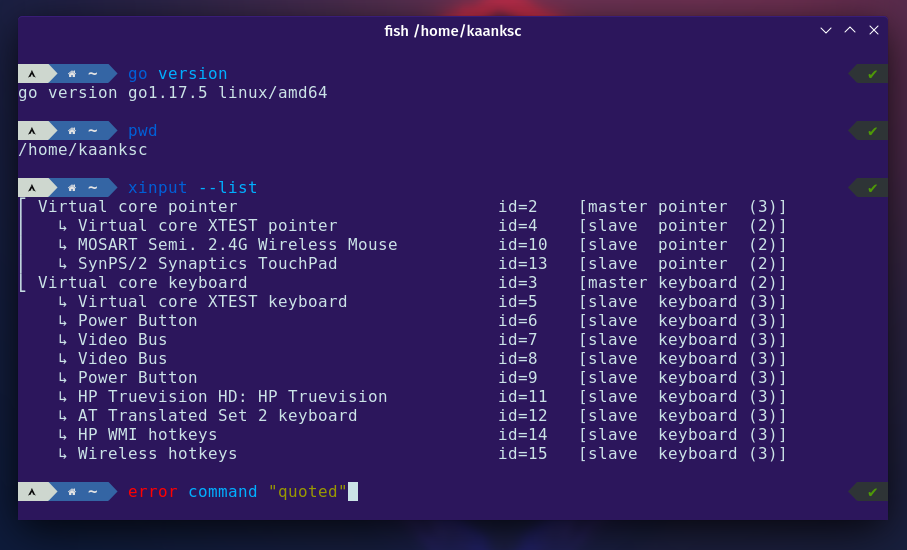 fish /home/kaanksc
~ go version ✔
go version go1.17.5 linux/amd64
~ pwd ✔
/home/kaanksc
~ xinput --list ✔
⎡ Virtual core pointer id=2 [master pointer (3)]
⎜ ↳ Virtual core XTEST pointer id=4 [slave pointer (2)]
⎜ ↳ MOSART Semi. 2.4G Wireless Mouse id=10 [slave pointer (2)]
⎜ ↳ SynPS/2 Synaptics TouchPad id=13 [slave pointer (2)]
⎣ Virtual core keyboard id=3 [master keyboard (2)]
↳ Virtual core XTEST keyboard id=5 [slave keyboard (3)]
↳ Power Button id=6 [slave keyboard (3)]
↳ Video Bus id=7 [slave keyboard (3)]
↳ Video Bus id=8 [slave keyboard (3)]
↳ Power Button id=9 [slave keyboard (3)]
↳ HP Truevision HD: HP Truevision id=11 [slave keyboard (3)]
↳ AT Translated Set 2 keyboard id=12 [slave keyboard (3)]
↳ HP WMI hotkeys id=14 [slave keyboard (3)]
↳ Wireless hotkeys id=15 [slave keyboard (3)]
~ error command "quoted" ✔